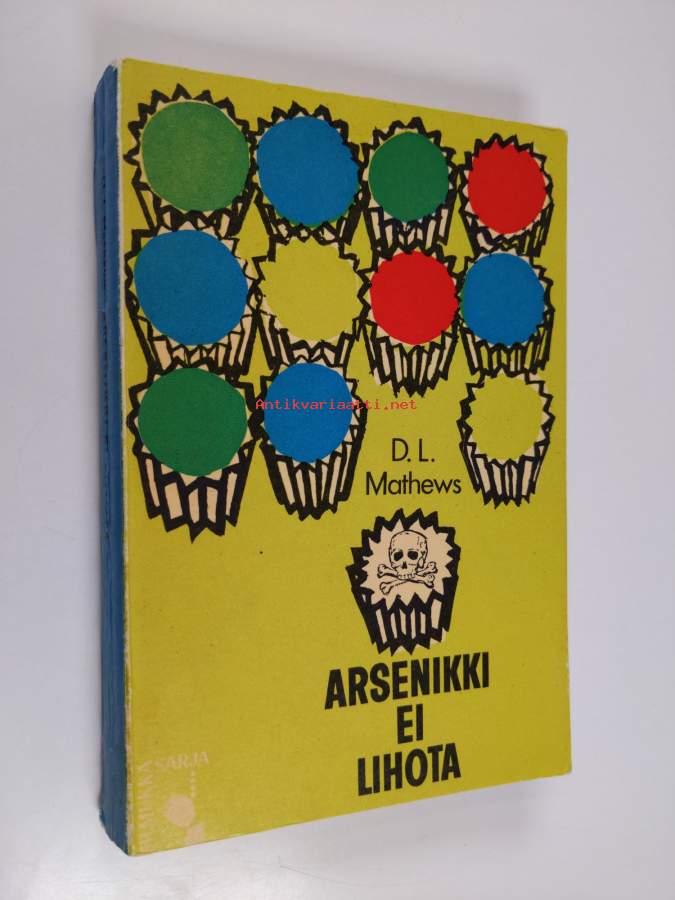 Antikvariaatti.net
D. L.
Mathews
ARSENIKKI
EI
LIHOTA
SARJA